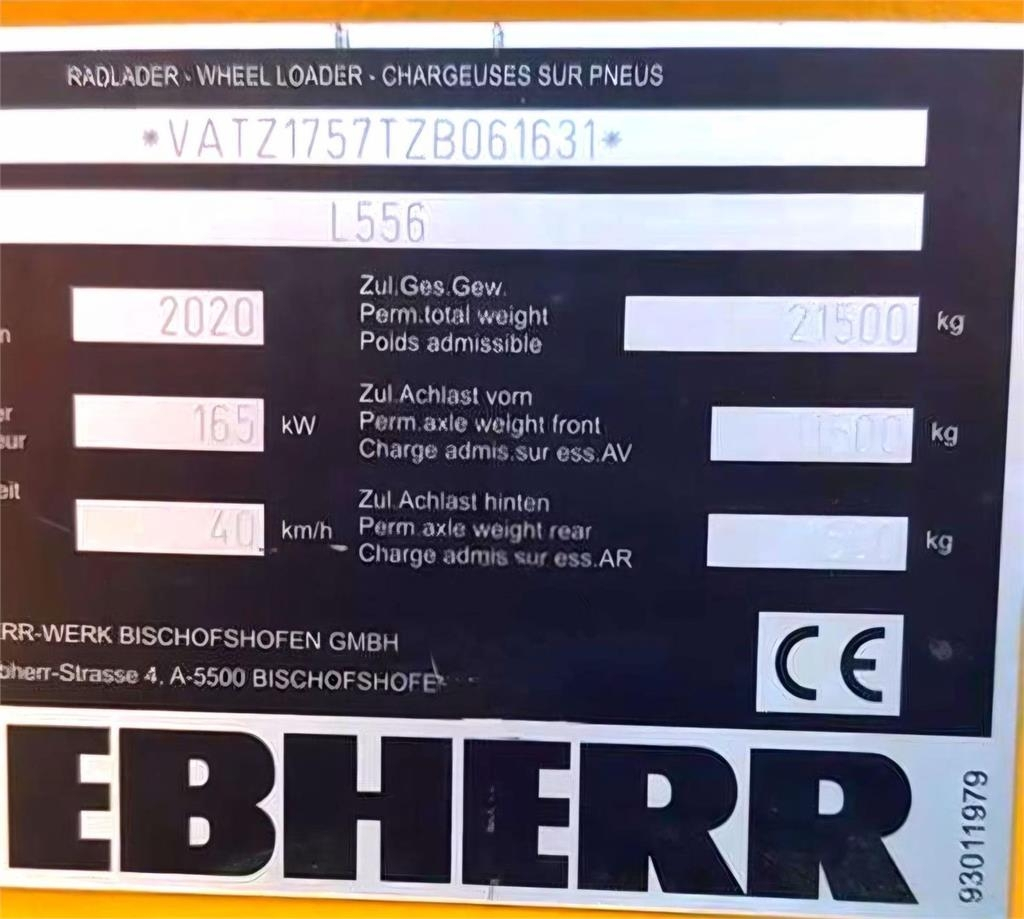 RADLADER - WHEEL LOADER - CHARGEUSES SUR PNEUS
*VATZ1757TZB061631*
L556
n 2020
Zul.Ges.Gew.
Perm.total weight 21500 kg
Poids admissible
er
eur 165 kW
Zul.Achlast vorn
Perm.axle weight front kg
Charge admis.sur ess.AV
eit
40 km/h
Zul.Achlast hinten
Perm.axle weight rear kg
Charge admis sur ess.AR
RR-WERK BISCHOFSHOFEN GMBH
bherr-Strasse 4, A-5500 BISCHOFSHOFE
CE
EBHERR
93011979